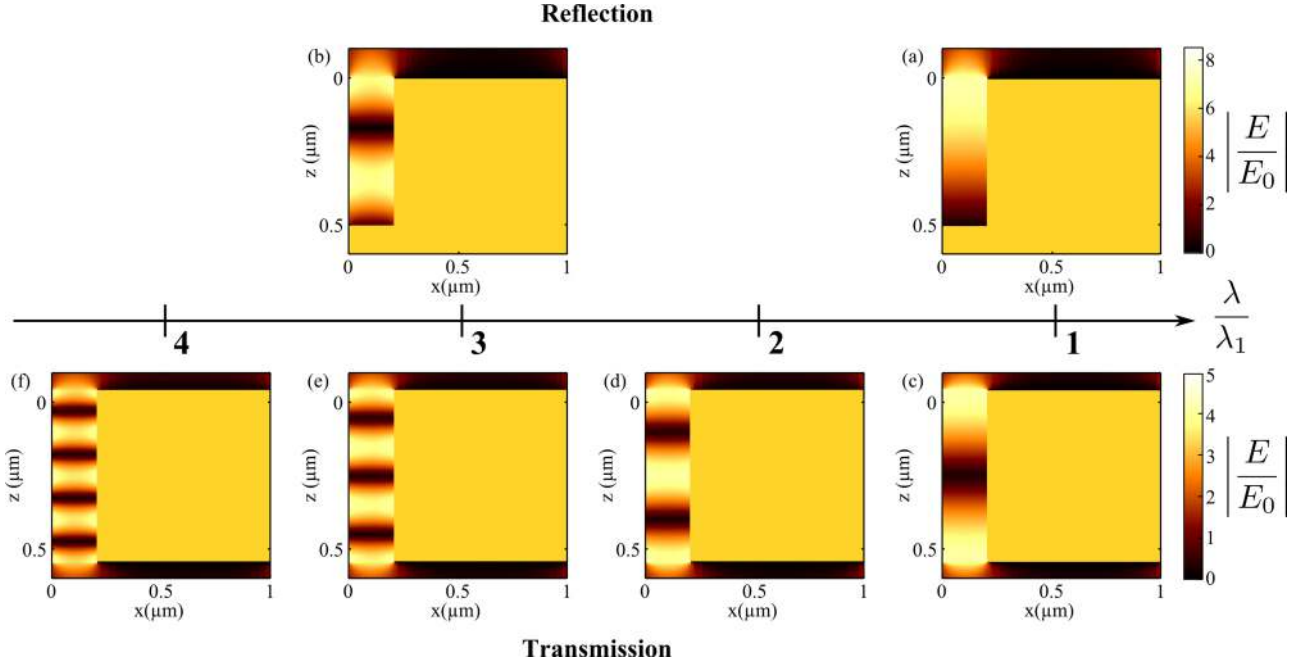 Reflection
(b)
0
0.5
z (µm)
0
0.5
1
x(µm)
(a)
0
0.5
z (µm)
0
0.5
1
x(µm)
8
6
4
2
0
|E/E₀|
4
3
2
1
λ/λ₁
(f)
0
0.5
z (µm)
0
0.5
1
x(µm)
(e)
0
0.5
z (µm)
0
0.5
1
x(µm)
(d)
0
0.5
z (µm)
0
0.5
1
x(µm)
(c)
0
0.5
z (µm)
0
0.5
1
x(µm)
5
4
3
2
1
0
|E/E₀|
Transmission